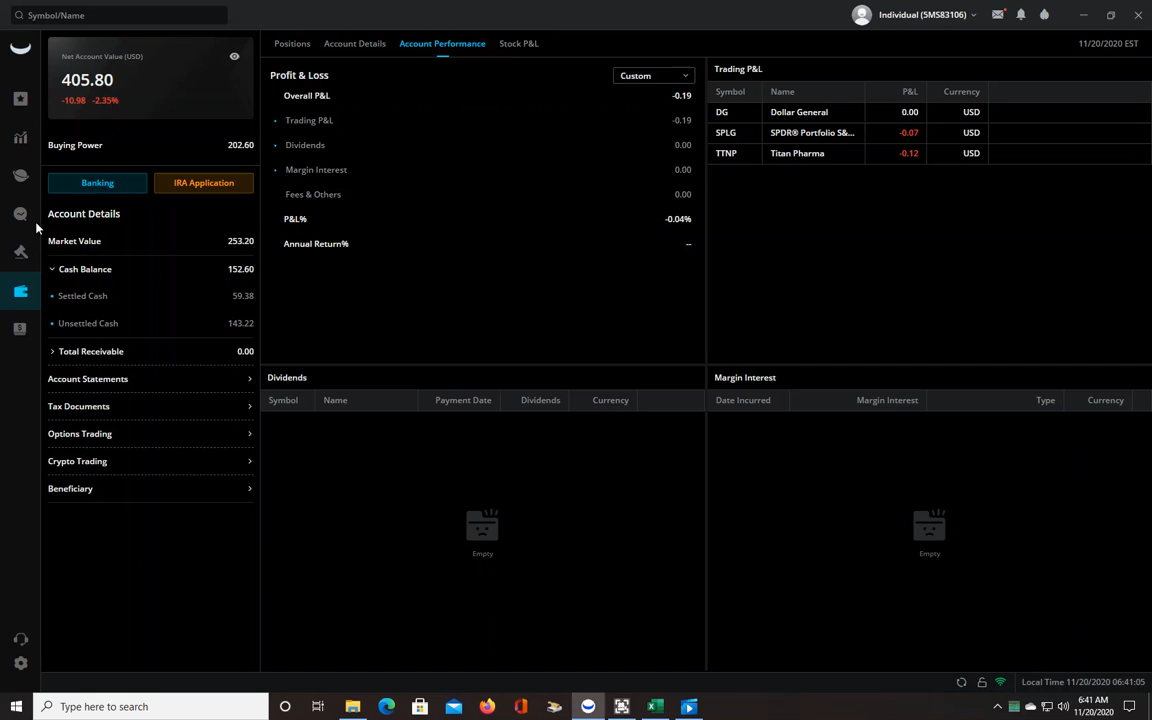 Symbol/Name
Individual (5MS83106)
Net Account Value (USD)
405.80
-10.98 -2.35%
Buying Power 202.60
Banking
IRA Application
Account Details
Market Value 253.20
Cash Balance 152.60
Settled Cash 59.38
Unsettled Cash 143.22
Total Receivable 0.00
Account Statements
Tax Documents
Options Trading
Crypto Trading
Beneficiary
Positions Account Details Account Performance Stock P&L 11/20/2020 EST
Profit & Loss Custom
Overall P&L -0.19
Trading P&L -0.19
Dividends 0.00
Margin Interest 0.00
Fees & Others 0.00
P&L% -0.04%
Annual Return% --
Trading P&L
Symbol Name P&L Currency
DG Dollar General 0.00 USD
SPLG SPDR® Portfolio S&... -0.07 USD
TTNP Titan Pharma -0.12 USD
Dividends
Symbol Name Payment Date Dividends Currency
Empty
Margin Interest
Date Incurred Margin Interest Type Currency
Empty
Local Time 11/20/2020 06:41:05
Type here to search
6:41 AM
11/20/2020